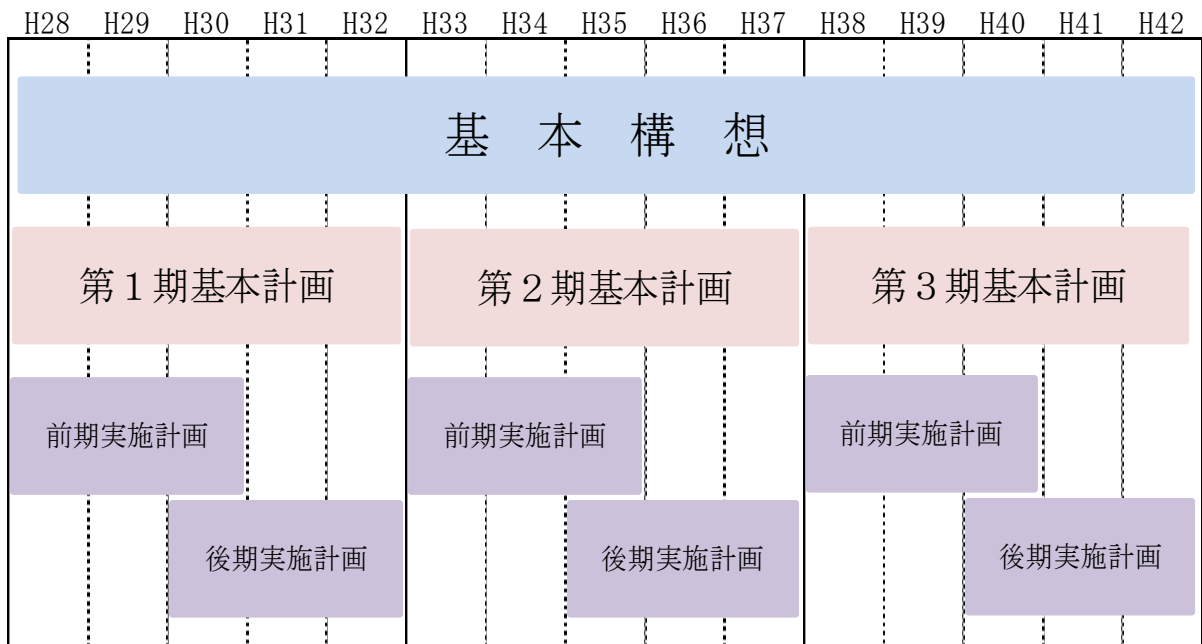 H28 H29 H30 H31 H32 H33 H34 H35 H36 H37 H38 H39 H40 H41 H42
基 本 構 想
第１期基本計画 第２期基本計画 第３期基本計画
前期実施計画 前期実施計画 前期実施計画
後期実施計画 後期実施計画 後期実施計画